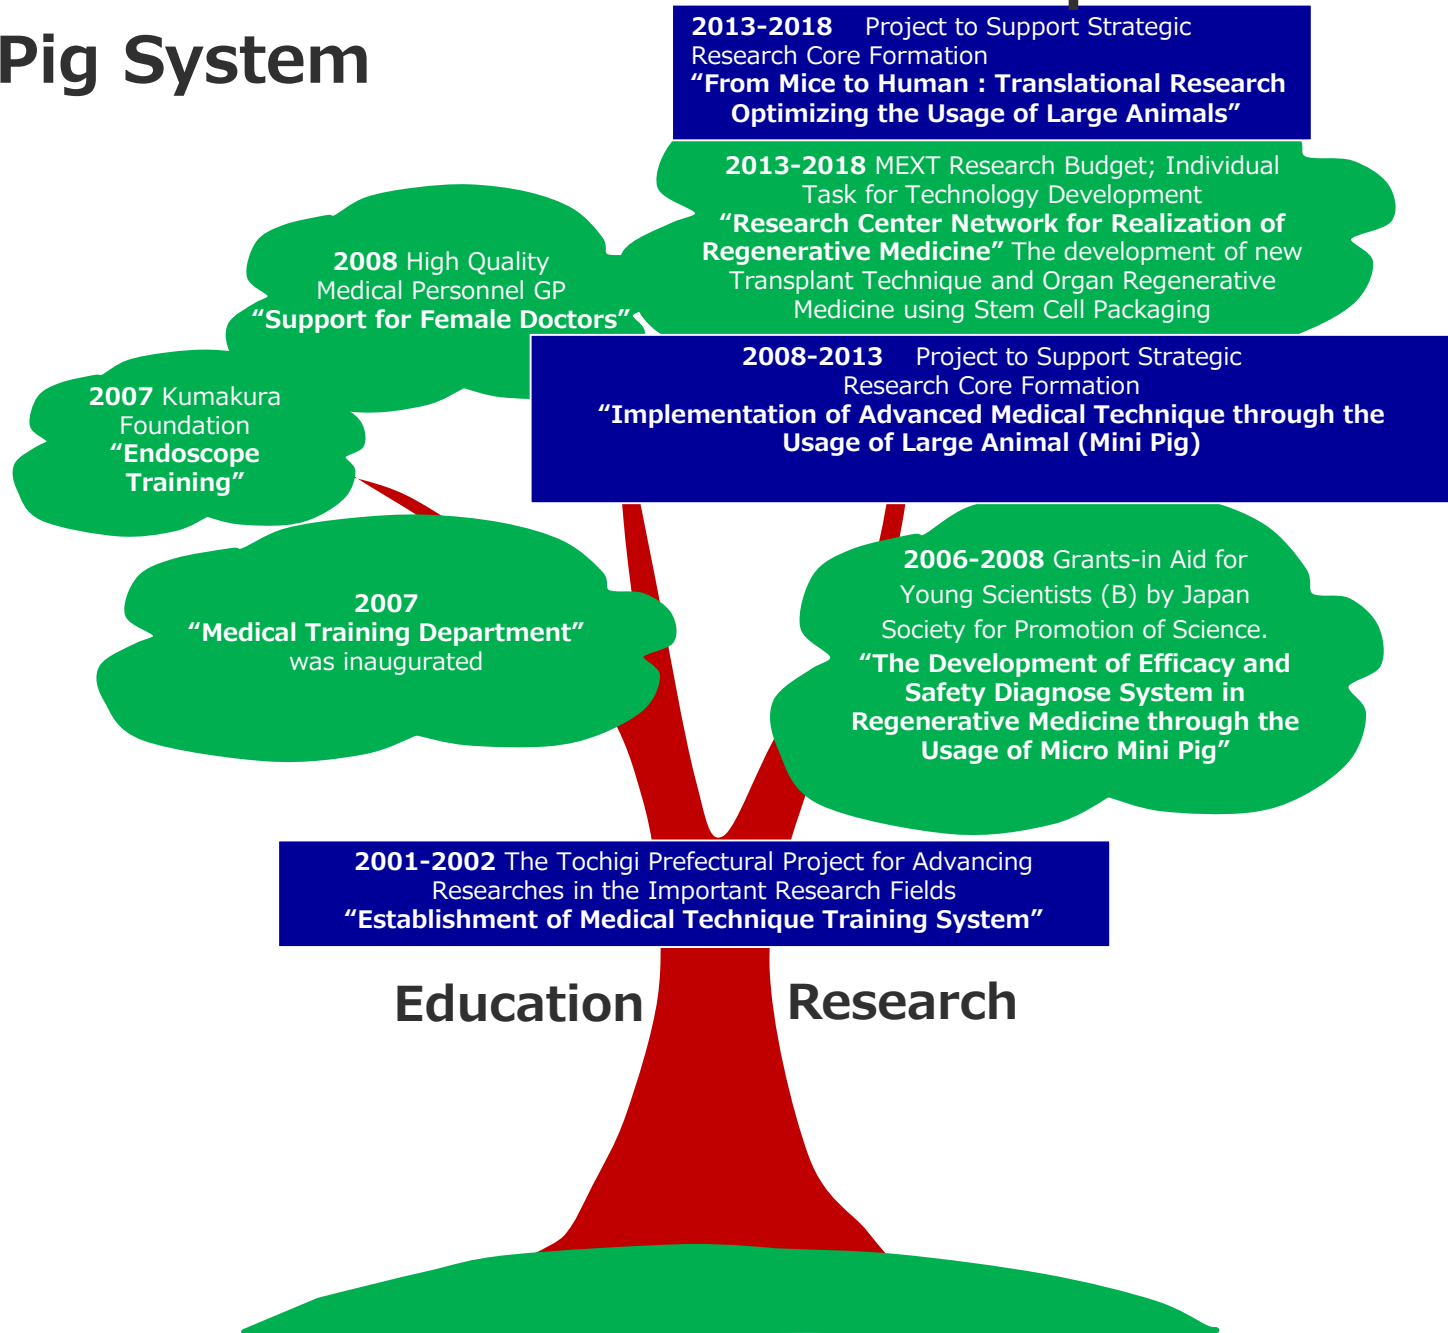 Pig System
2013-2018 Project to Support Strategic
Research Core Formation
“From Mice to Human : Translational Research
Optimizing the Usage of Large Animals”
2013-2018 MEXT Research Budget; Individual
Task for Technology Development
“Research Center Network for Realization of
Regenerative Medicine” The development of new
Transplant Technique and Organ Regenerative
Medicine using Stem Cell Packaging
2008 High Quality
Medical Personnel GP
“Support for Female Doctors”
2008-2013 Project to Support Strategic
Research Core Formation
“Implementation of Advanced Medical Technique through the
Usage of Large Animal (Mini Pig)
2007 Kumakura
Foundation
“Endoscope
Training”
2007
“Medical Training Department”
was inaugurated
2006-2008 Grants-in Aid for
Young Scientists (B) by Japan
Society for Promotion of Science.
“The Development of Efficacy and
Safety Diagnose System in
Regenerative Medicine through the
Usage of Micro Mini Pig”
2001-2002 The Tochigi Prefectural Project for Advancing
Researches in the Important Research Fields
“Establishment of Medical Technique Training System”
Education
Research